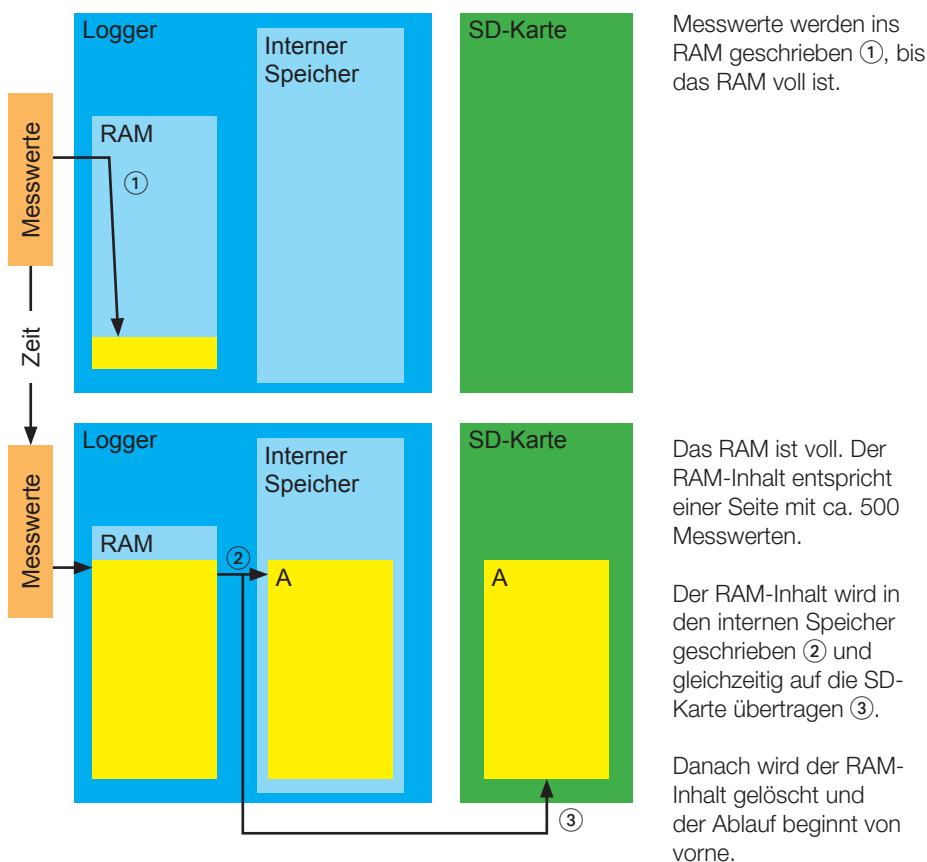 Logger
Interner
Speicher
RAM
①
Messwerte
SD-Karte
Messwerte werden ins
RAM geschrieben ①, bis
das RAM voll ist.
Zeit
Logger
Interner
Speicher
RAM
②
A
Messwerte
SD-Karte
A
③
Das RAM ist voll. Der
RAM-Inhalt entspricht
einer Seite mit ca. 500
Messwerten.
Der RAM-Inhalt wird in
den internen Speicher
geschrieben ② und
gleichzeitig auf die SD-
Karte übertragen ③.
Danach wird der RAM-
Inhalt gelöscht und
der Ablauf beginnt von
vorne.